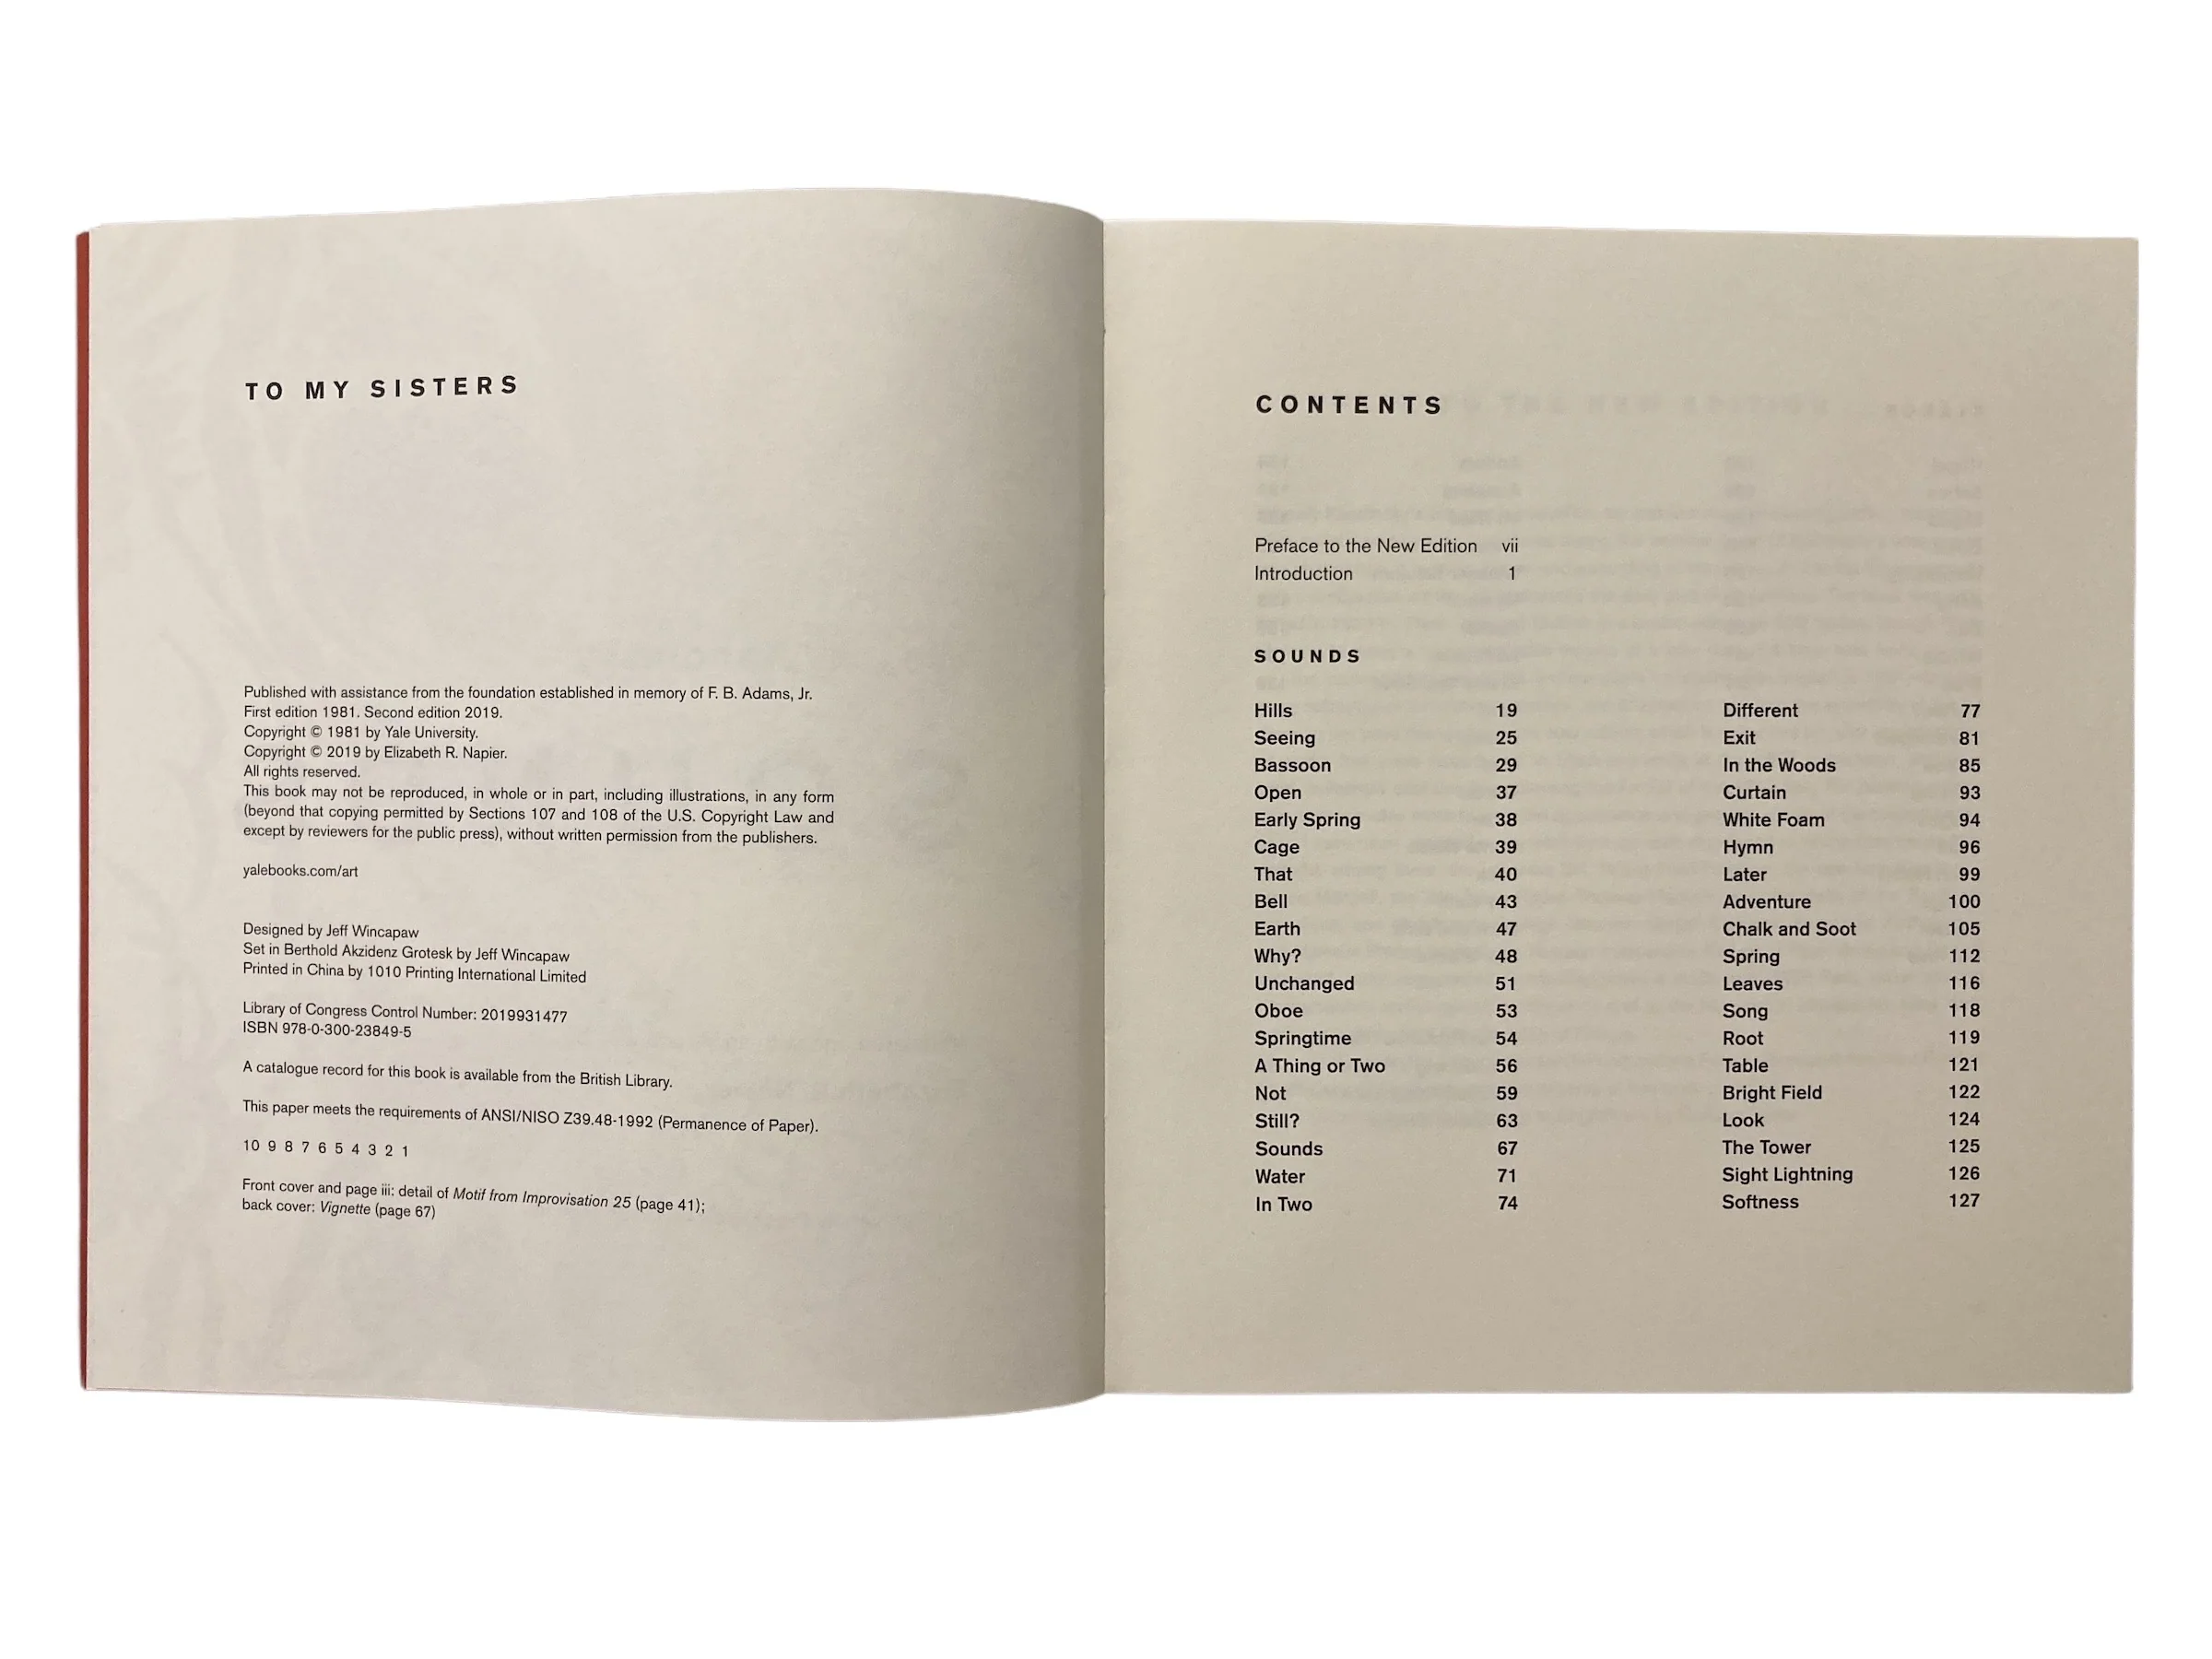 TO MY SISTERS
Published with assistance from the foundation established in memory of F. B. Adams, Jr.
First edition 1981. Second edition 2019.
Copyright © 1981 by Yale University.
Copyright © 2019 by Elizabeth R. Napier.
All rights reserved.
This book may not be reproduced, in whole or in part, including illustrations, in any form
(beyond that copying permitted by Sections 107 and 108 of the U.S. Copyright Law and
except by reviewers for the public press), without written permission from the publishers.
yalebooks.com/art
Designed by Jeff Wincapaw
Set in Berthold Akzidenz Grotesk by Jeff Wincapaw
Printed in China by 1010 Printing International Limited
Library of Congress Control Number: 2019931477
ISBN 978-0-300-23849-5
A catalogue record for this book is available from the British Library.
This paper meets the requirements of ANSI/NISO Z39.48-1992 (Permanence of Paper).
10 9 8 7 6 5 4 3 2 1
Front cover and page iii: detail of Motif from Improvisation 25 (page 41);
back cover: Vignette (page 67)
CONTENTS
Preface to the New Edition vii
Introduction 1
SOUNDS
Hills 19
Seeing 25
Bassoon 29
Open 37
Early Spring 38
Cage 39
That 40
Bell 43
Earth 47
Why? 48
Unchanged 51
Oboe 53
Springtime 54
A Thing or Two 56
Not 59
Still? 63
Sounds 67
Water 71
In Two 74
Different 77
Exit 81
In the Woods 85
Curtain 93
White Foam 94
Hymn 96
Later 99
Adventure 100
Chalk and Soot 105
Spring 112
Leaves 116
Song 118
Root 119
Table 121
Bright Field 122
Look 124
The Tower 125
Sight Lightning 126
Softness 127